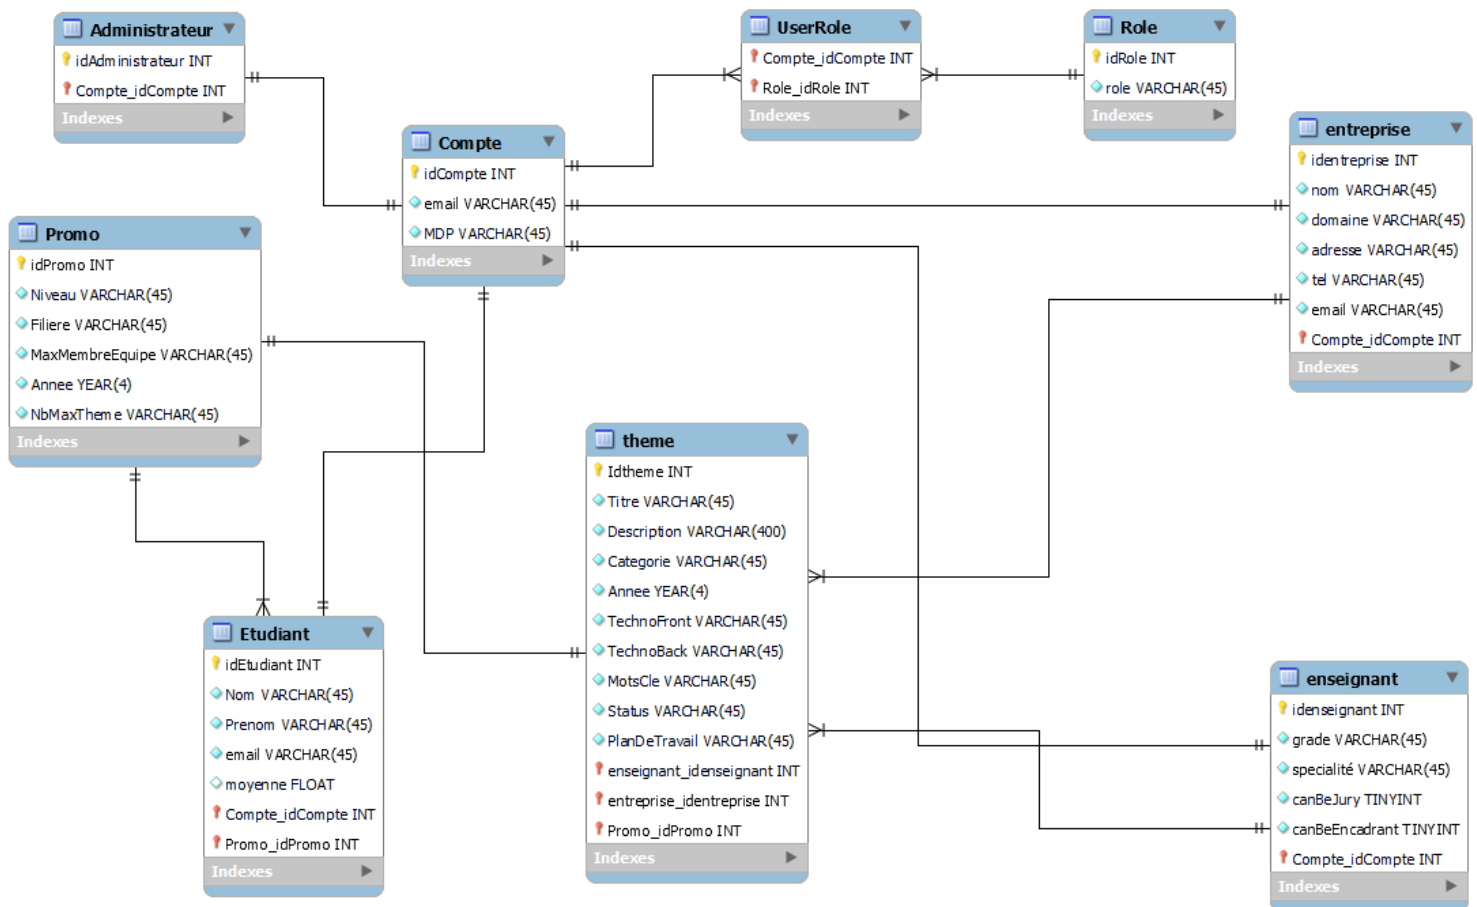 Administrateur
idAdministrateur INT
Compte_idCompte INT
Indexes
UserRole
Compte_idCompte INT
Role_idRole INT
Indexes
Role
idRole INT
role VARCHAR(45)
Indexes
Compte
idCompte INT
email VARCHAR(45)
MDP VARCHAR(45)
Indexes
entreprise
identreprise INT
nom VARCHAR(45)
domaine VARCHAR(45)
adresse VARCHAR(45)
tel VARCHAR(45)
email VARCHAR(45)
Compte_idCompte INT
Indexes
Promo
idPromo INT
Niveau VARCHAR(45)
Filiere VARCHAR(45)
MaxMembreEquipe VARCHAR(45)
Annee YEAR(4)
NbMaxTheme VARCHAR(45)
Indexes
theme
Idtheme INT
Titre VARCHAR(45)
Description VARCHAR(400)
Categorie VARCHAR(45)
Annee YEAR(4)
TechnoFront VARCHAR(45)
TechnoBack VARCHAR(45)
MotsCle VARCHAR(45)
Status VARCHAR(45)
PlanDeTravail VARCHAR(45)
enseignant_idenseignant INT
entreprise_identreprise INT
Promo_idPromo INT
Indexes
Etudiant
idEtudiant INT
Nom VARCHAR(45)
Prenom VARCHAR(45)
email VARCHAR(45)
moyenne FLOAT
Compte_idCompte INT
Promo_idPromo INT
Indexes
enseignant
idenseignant INT
grade VARCHAR(45)
specialité VARCHAR(45)
canBeJury TINYINT
canBeEncadrant TINYINT
Compte_idCompte INT
Indexes